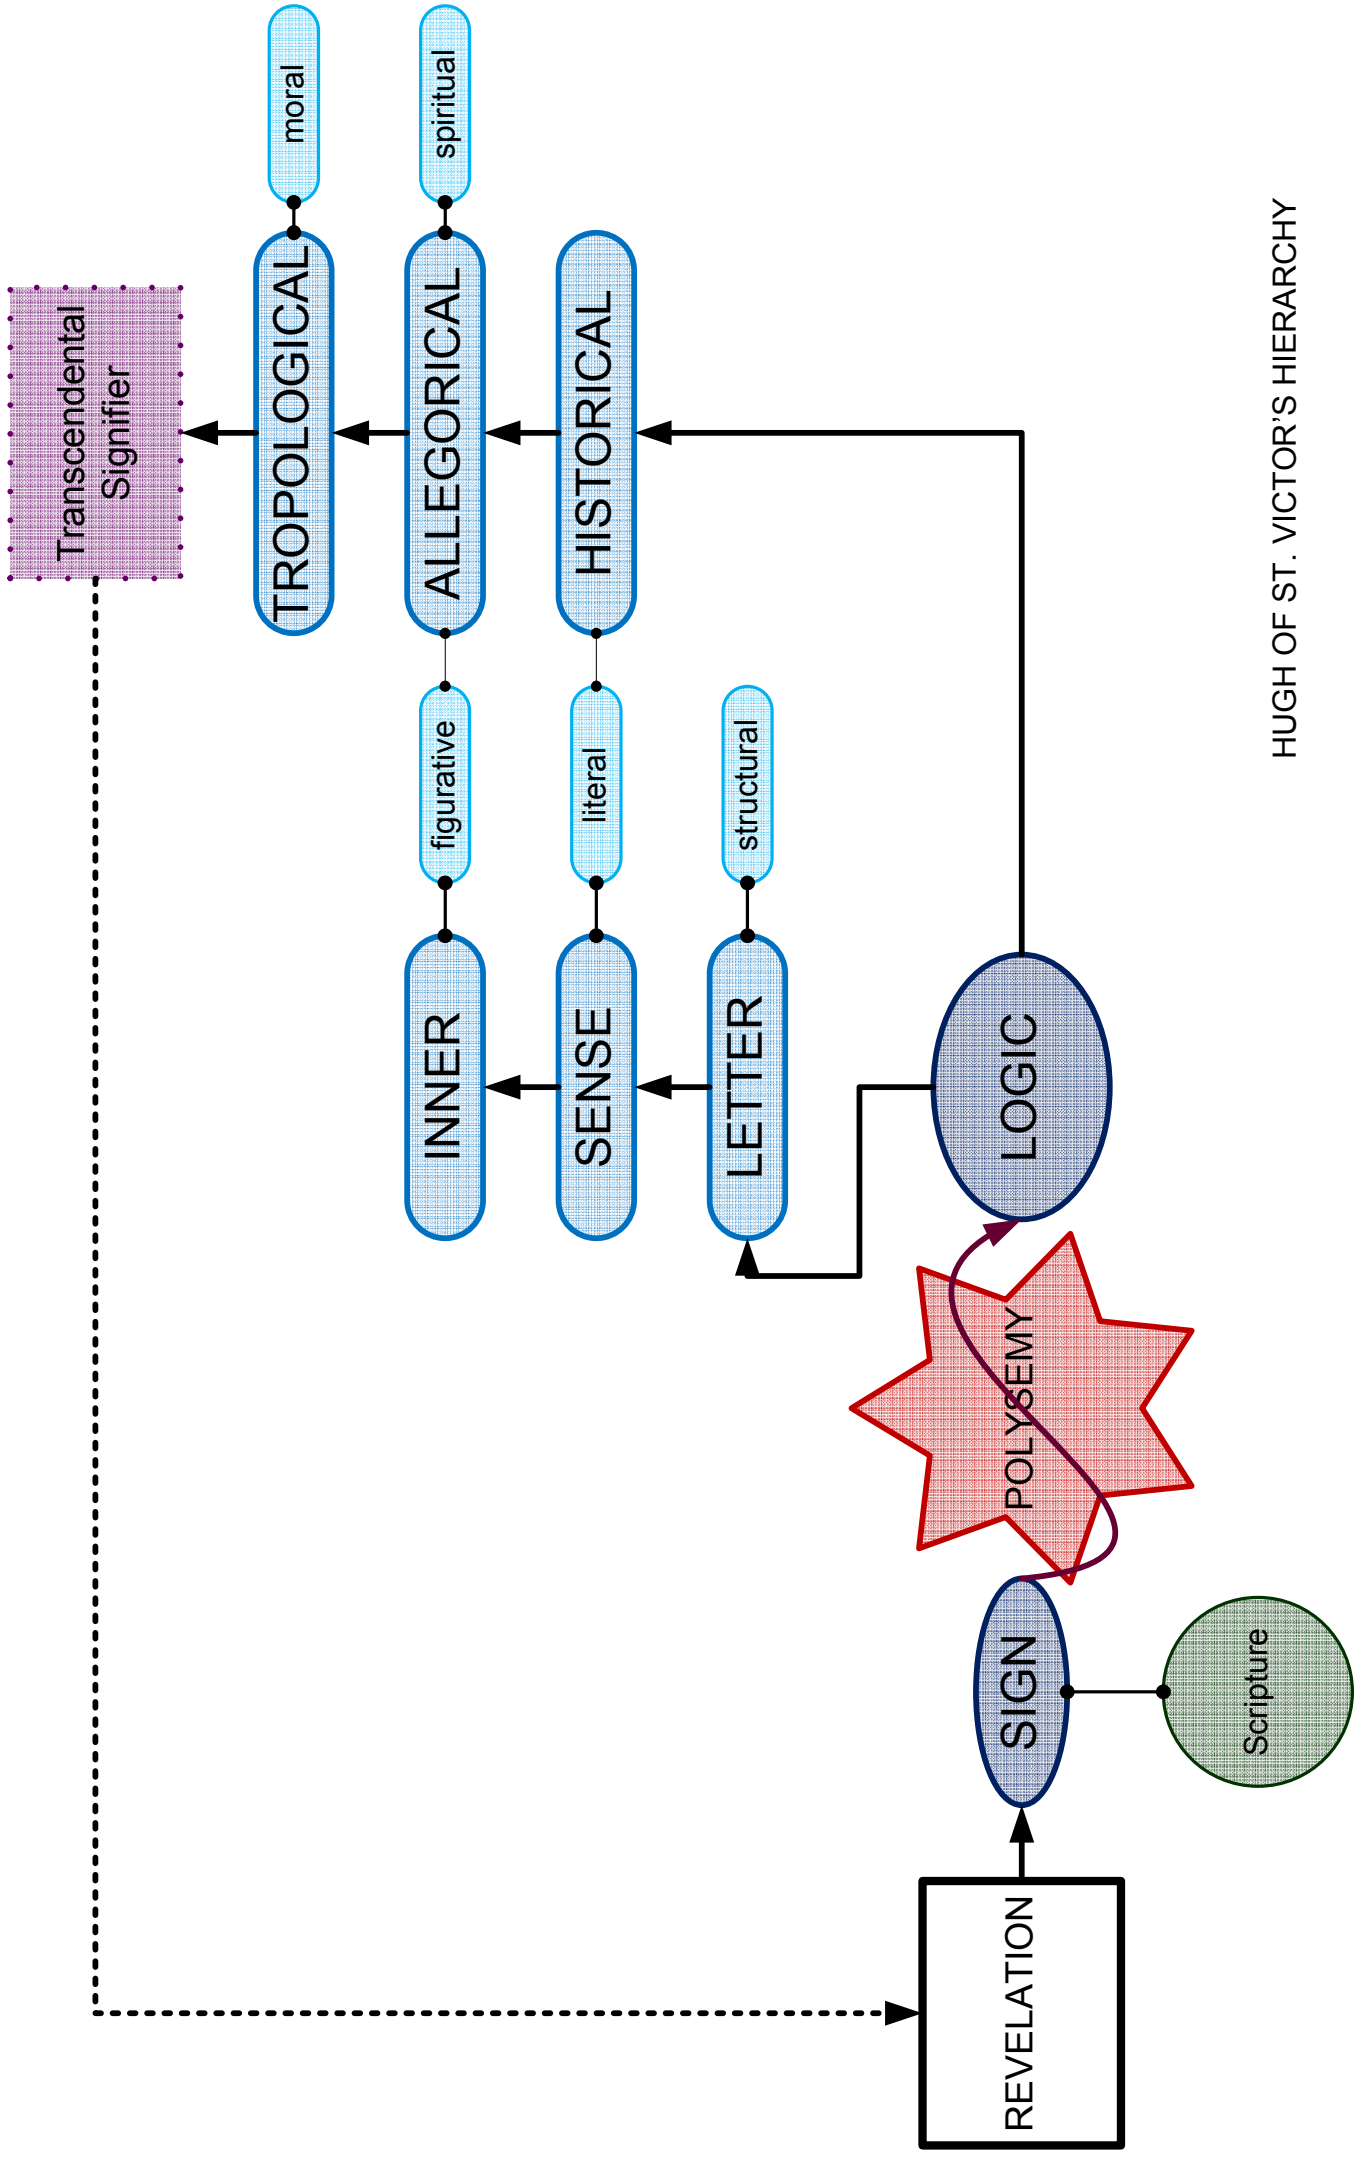 Transcendental
Signifier
TROPOLOGICAL
moral
ALLEGORICAL
spiritual
HISTORICAL
figurative
literal
structural
INNER
SENSE
LETTER
LOGIC
POLYSEMY
SIGN
Scripture
REVELATION
HUGH OF ST. VICTOR'S HIERARCHY